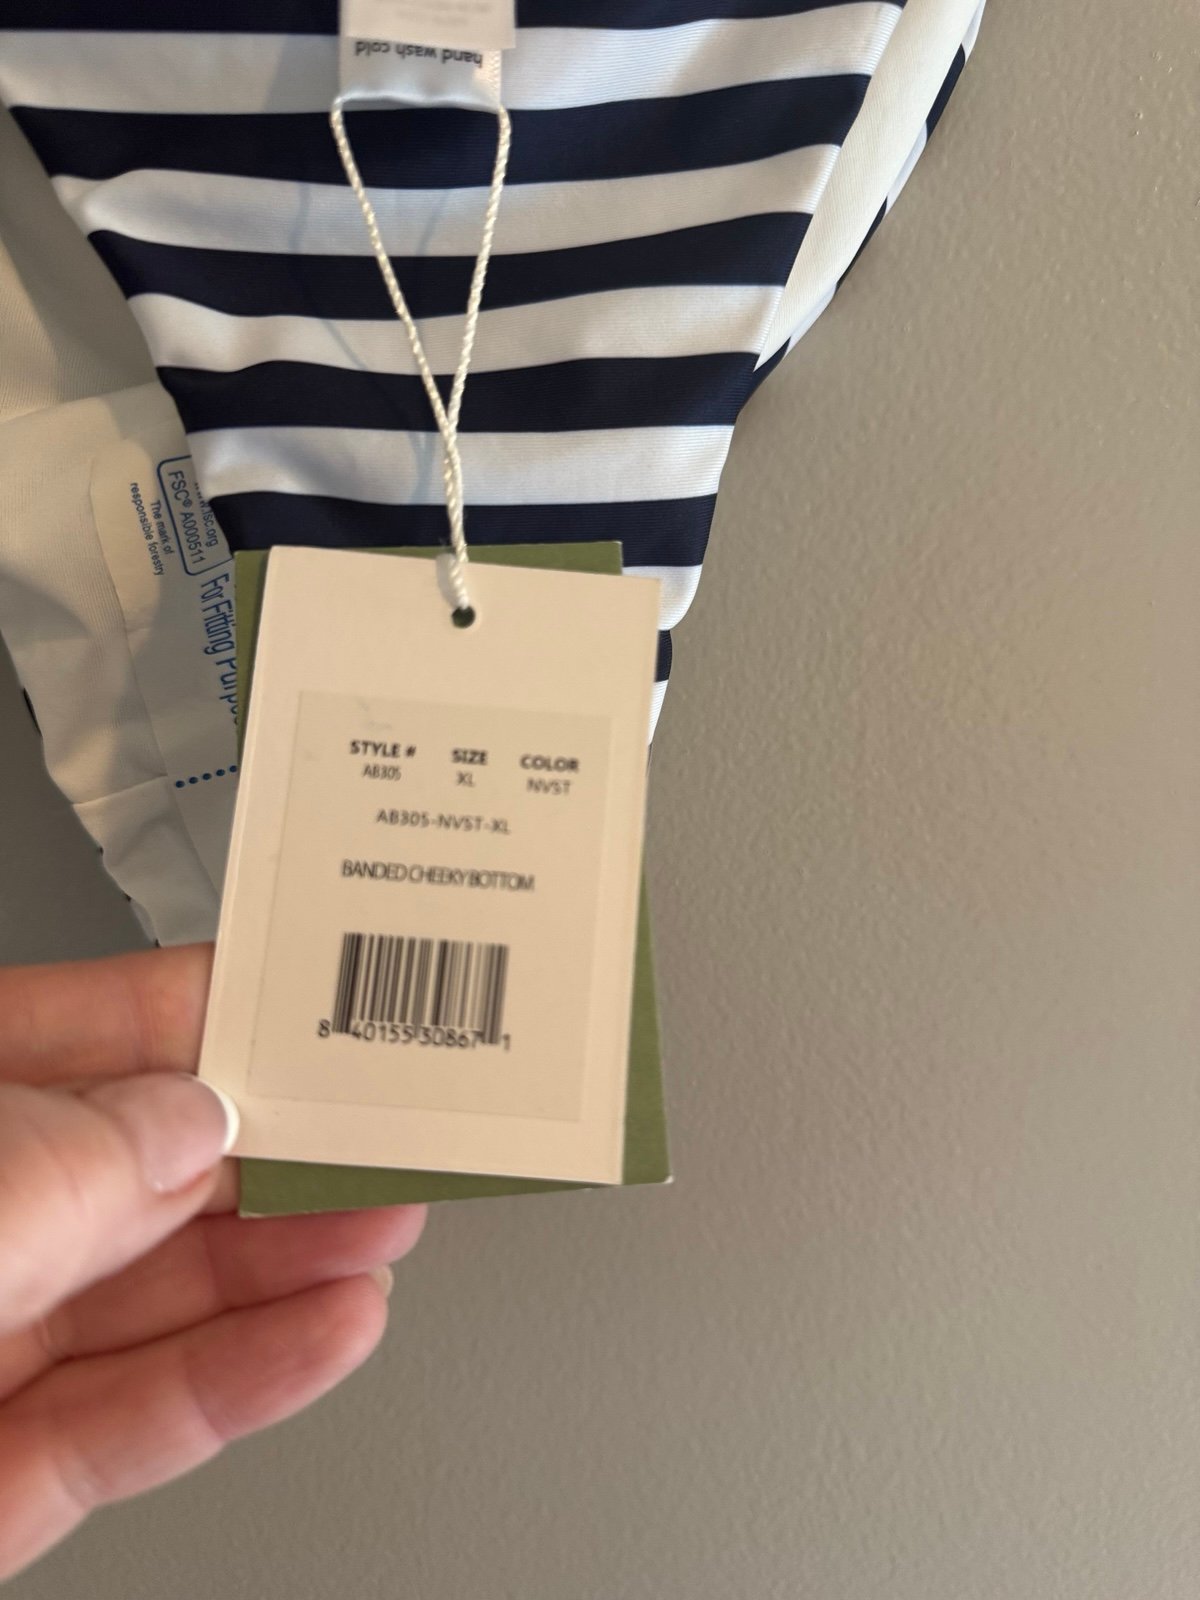 hand wash cold
www.fsc.org
FSC® A000511
The mark of
responsible forestry
For Fitting Purpo
STYLE # SIZE COLOR
AB305 XL NVST
AB305-NVST-XL
BANDED CHEEKY BOTTOM
8 40155 30867 1